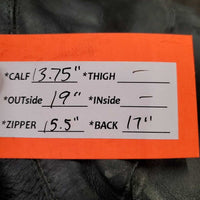 *CALF 13.75" *THIGH —
*OUTside 19" *INside —
*ZIPPER 15.5" *BACK 17"